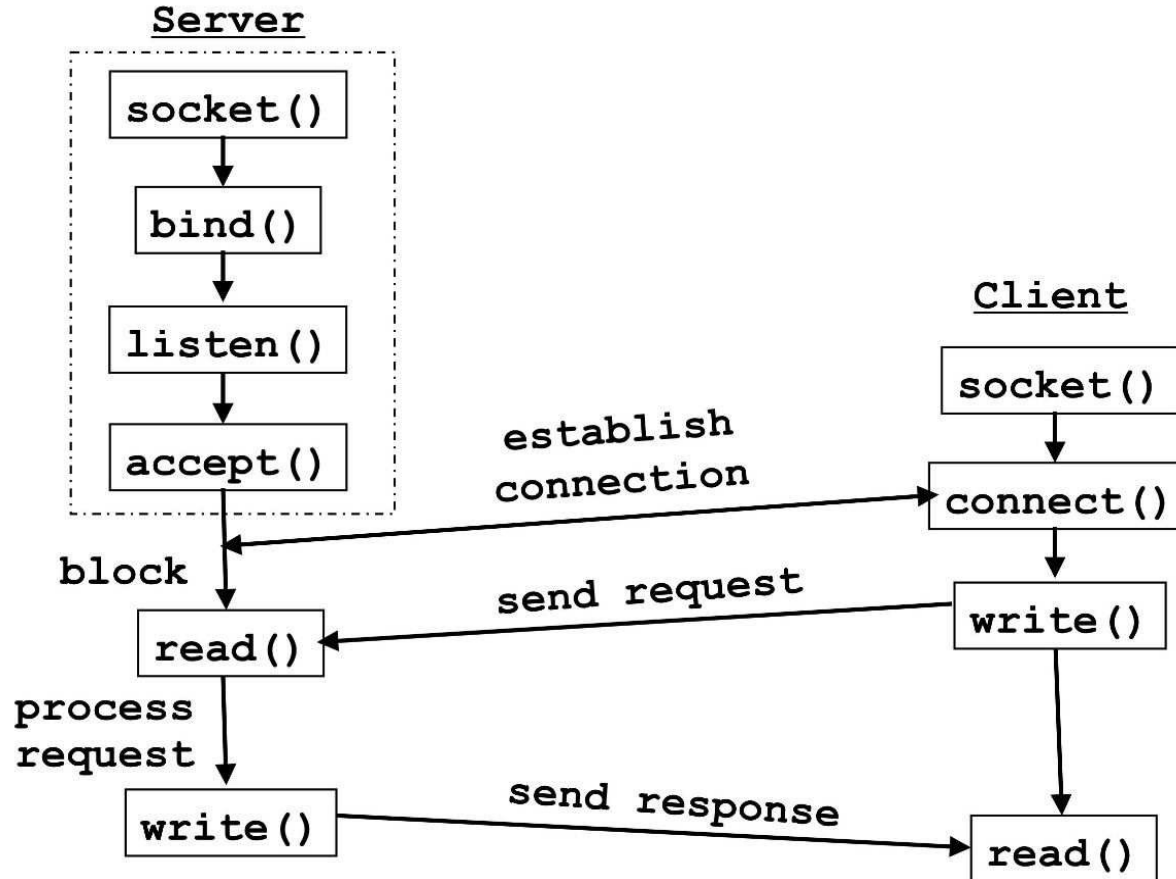 Server
socket()
bind()
listen()
accept()
block
read()
process
request
write()
establish
connection
send request
send response
Client
socket()
connect()
write()
read()